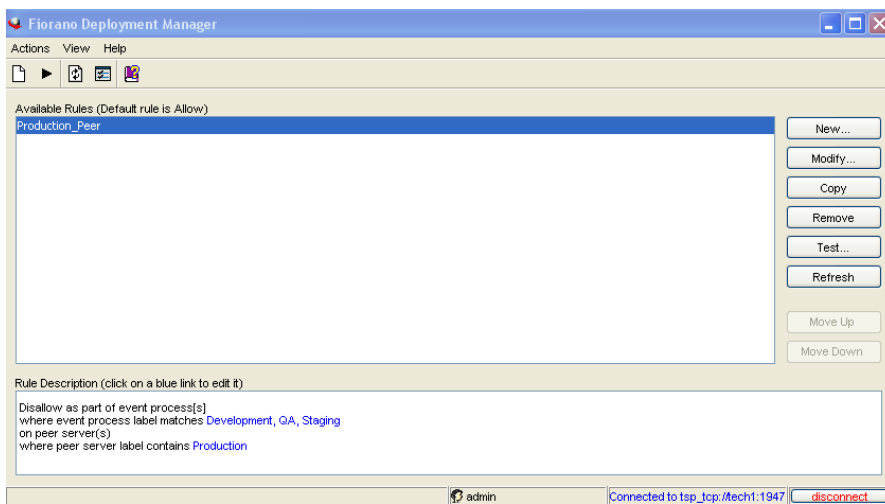 Fiorano Deployment Manager
Actions View Help
Available Rules (Default rule is Allow)
Production_Peer
New...
Modify...
Copy
Remove
Test...
Refresh
Move Up
Move Down
Rule Description (click on a blue link to edit it)
Disallow as part of event process[s]
where event process label matches Development, QA, Staging
on peer server(s)
where peer server label contains Production
admin
Connected to tsp_tcp://tech1:1947
disconnect